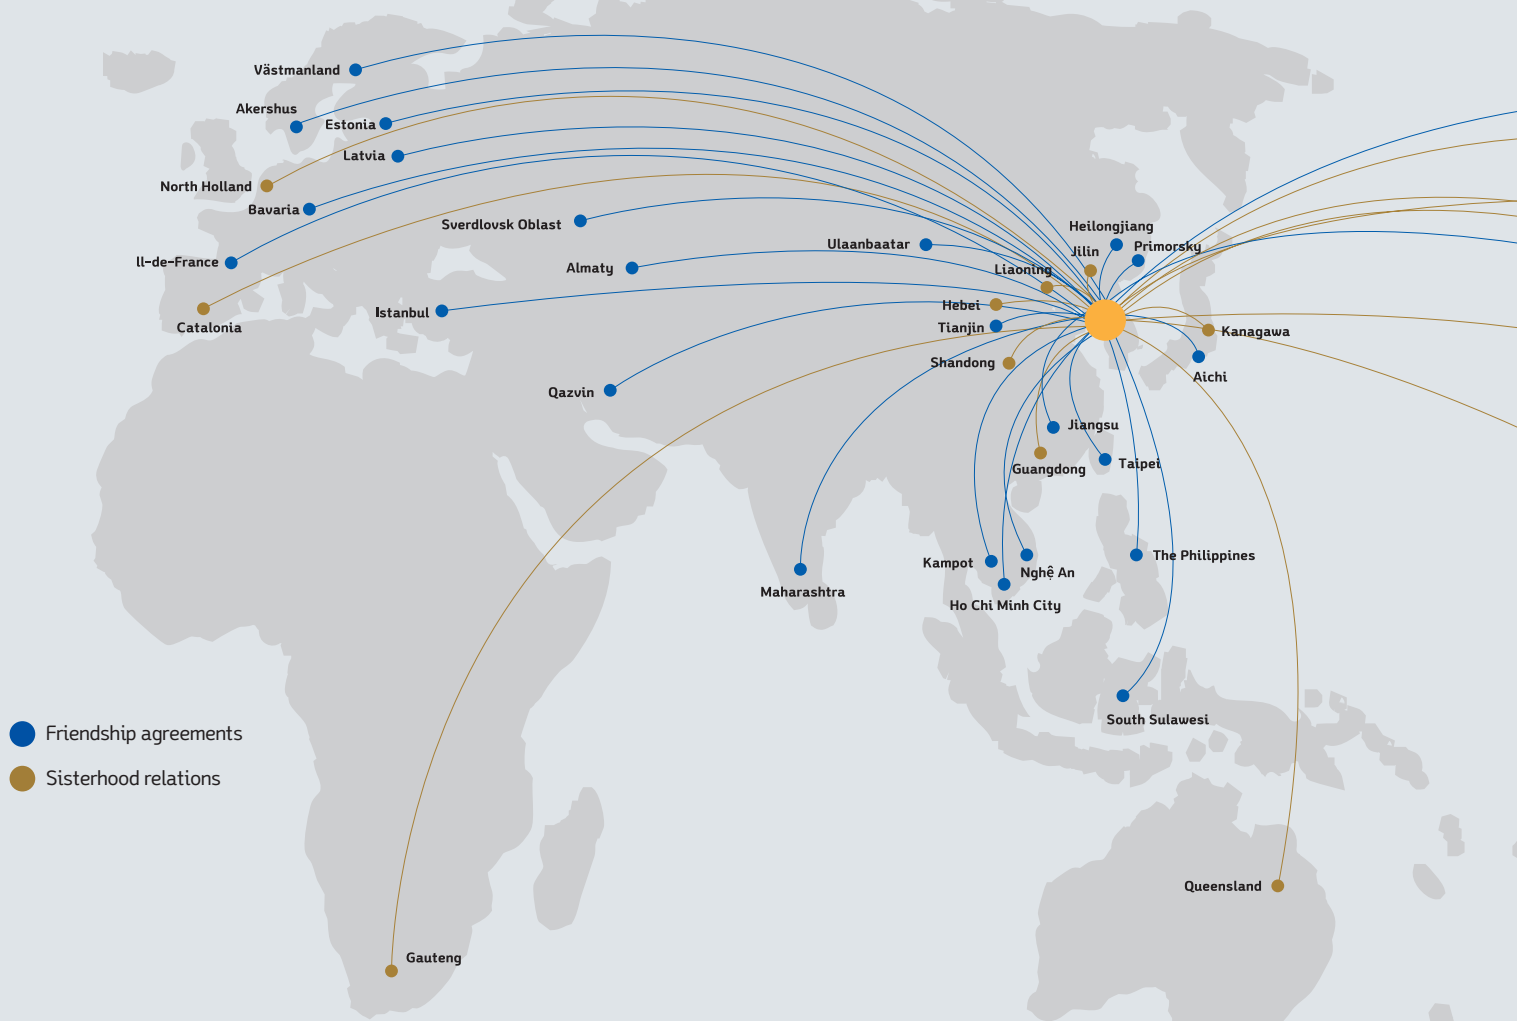 Västmanland
Akershus
Estonia
Latvia
North Holland
Bavaria
Sverdlovsk Oblast
Heilongjiang
Ulaanbaatar
Primorsky
Jilin
Il-de-France
Almaty
Liaoning
Hebei
Istanbul
Catalonia
Tianjin
Kanagawa
Shandong
Aichi
Qazvin
Jiangsu
Taipei
Guangdong
The Philippines
Kampot
Nghệ An
Maharashtra
Ho Chi Minh City
South Sulawesi
Friendship agreements
Sisterhood relations
Queensland
Gauteng